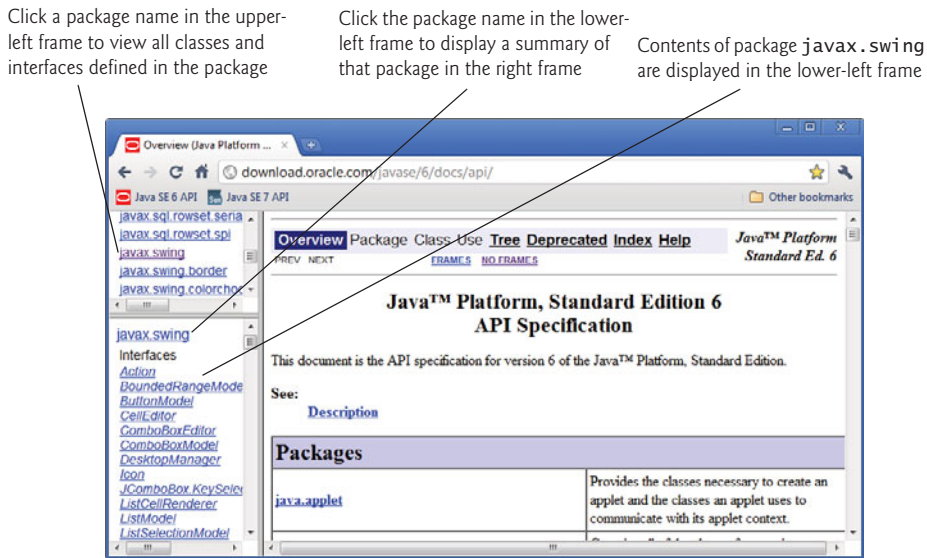 Click a package name in the upper-
left frame to view all classes and
interfaces defined in the package
Click the package name in the lower-
left frame to display a summary of
that package in the right frame
Contents of package javax.swing
are displayed in the lower-left frame
Overview (Java Platform ...
download.oracle.com/javase/6/docs/api/
Java SE 6 API
Java SE 7 API
Other bookmarks
javax.sql.rowset.seria
javax.sql.rowset.spi
javax.swing
javax.swing.border
javax.swing.colorchoo
javax.swing
Interfaces
Action
BoundedRangeMode
ButtonModel
CellEditor
ComboBoxEditor
ComboBoxModel
DesktopManager
Icon
JComboBox.KeySelec
ListCellRenderer
ListModel
ListSelectionModel
Overview Package Class Use Tree Deprecated Index Help
PREV NEXT FRAMES NO FRAMES
Java™ Platform
Standard Ed. 6
Java™ Platform, Standard Edition 6
API Specification
This document is the API specification for version 6 of the Java™ Platform, Standard Edition.
See:
Description
Packages
java.applet
Provides the classes necessary to create an
applet and the classes an applet uses to
communicate with its applet context.